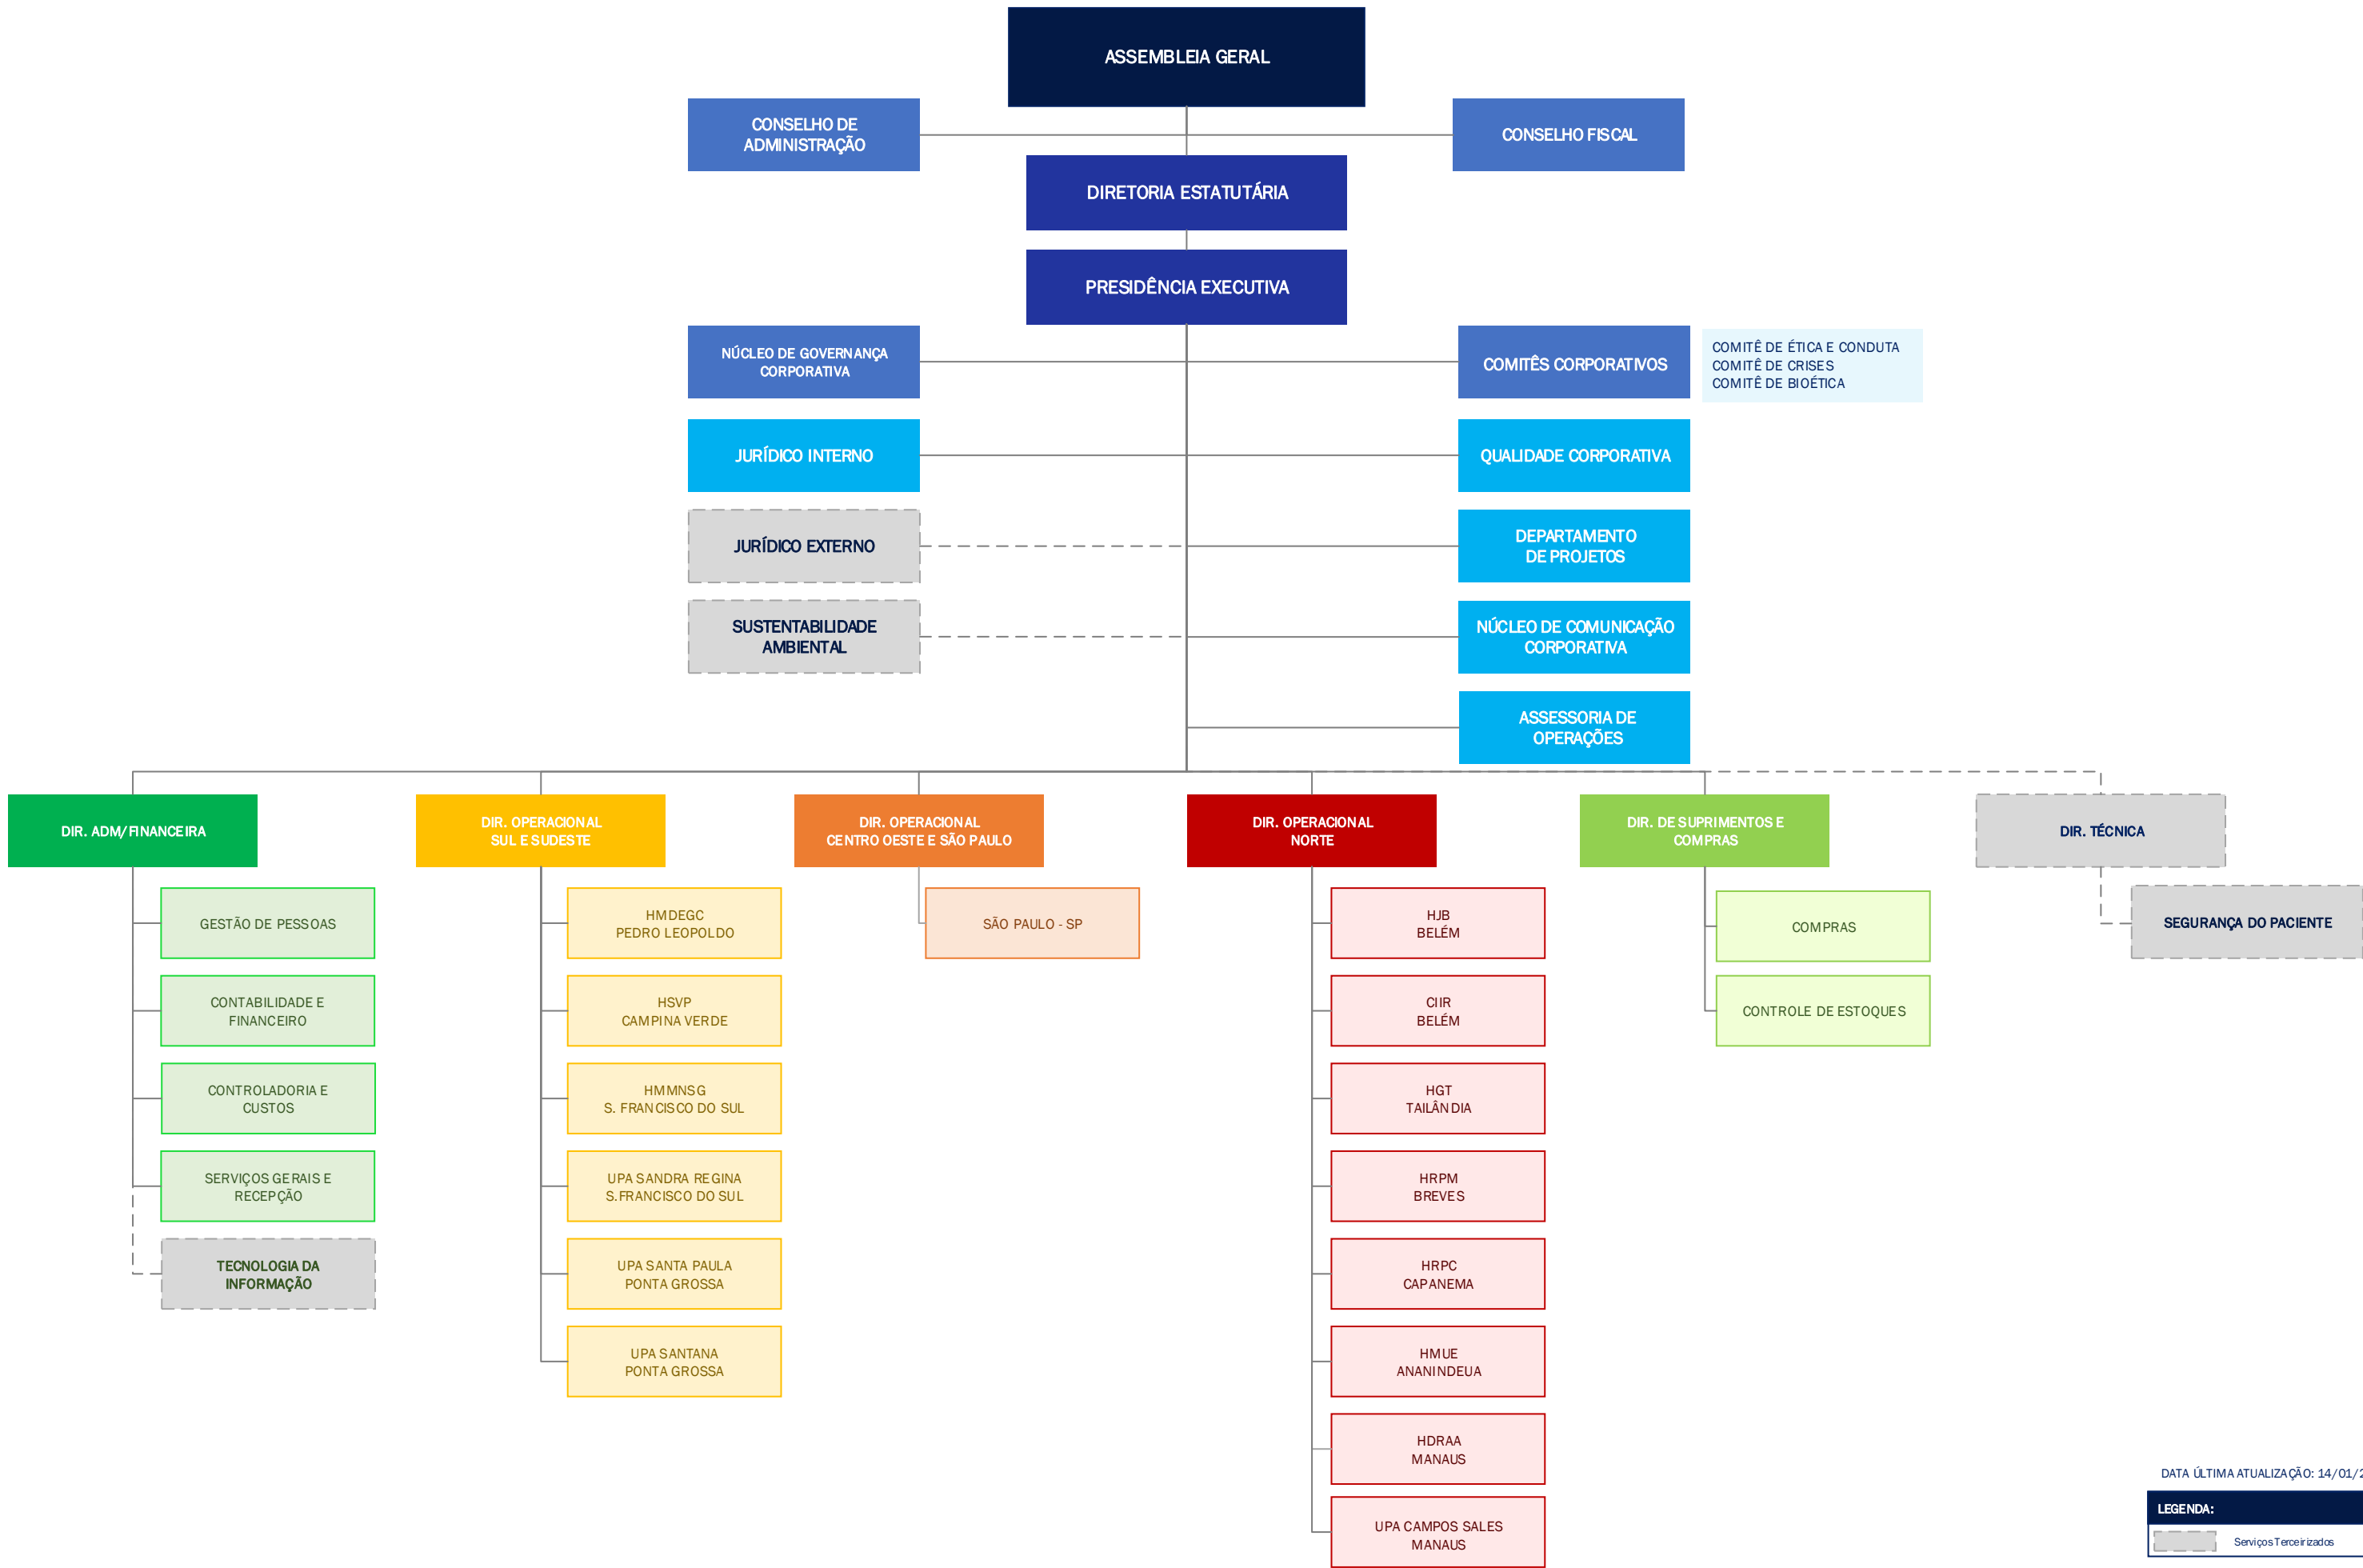 ASSEMBLEIA GERAL
CONSELHO DE
ADMINISTRAÇÃO
CONSELHO FISCAL
DIRETORIA ESTATUTÁRIA
PRESIDÊNCIA EXECUTIVA
NÚCLEO DE GOVERNANÇA
CORPORATIVA
COMITÊS CORPORATIVOS
COMITÊ DE ÉTICA E CONDUTA
COMITÊ DE CRISES
COMITÊ DE BIOÉTICA
JURÍDICO INTERNO
QUALIDADE CORPORATIVA
JURÍDICO EXTERNO
DEPARTAMENTO
DE PROJETOS
SUSTENTABILIDADE
AMBIENTAL
NÚCLEO DE COMUNICAÇÃO
CORPORATIVA
ASSESSORIA DE
OPERAÇÕES
DIR. ADM/FINANCEIRA
GESTÃO DE PESSOAS
CONTABILIDADE E
FINANCEIRO
CONTROLADORIA E
CUSTOS
SERVIÇOS GERAIS E
RECEPÇÃO
TECNOLOGIA DA
INFORMAÇÃO
DIR. OPERACIONAL
SUL E SUDESTE
HMDEGC
PEDRO LEOPOLDO
HSVP
CAMPINA VERDE
HMMNSG
S. FRANCISCO DO SUL
UPA SANDRA REGINA
S.FRANCISCO DO SUL
UPA SANTA PAULA
PONTA GROSSA
UPA SANTANA
PONTA GROSSA
DIR. OPERACIONAL
CENTRO OESTE E SÃO PAULO
SÃO PAULO - SP
DIR. OPERACIONAL
NORTE
HJB
BELÉM
CIIR
BELÉM
HGT
TAILÂNDIA
HRPM
BREVES
HRPC
CAPANEMA
HMUE
ANANINDEUA
HDRAA
MANAUS
UPA CAMPOS SALES
MANAUS
DIR. DE SUPRIMENTOS E
COMPRAS
COMPRAS
CONTROLE DE ESTOQUES
DIR. TÉCNICA
SEGURANÇA DO PACIENTE
DATA ÚLTIMA ATUALIZAÇÃO: 14/01/2
LEGENDA:
Serviços Terceirizados